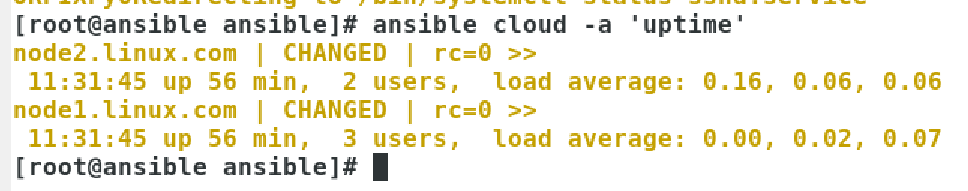 [root@ansible ansible]# ansible cloud -a 'uptime'
node2.linux.com | CHANGED | rc=0 >>
 11:31:45 up 56 min,  2 users,  load average: 0.16, 0.06, 0.06
node1.linux.com | CHANGED | rc=0 >>
 11:31:45 up 56 min,  3 users,  load average: 0.00, 0.02, 0.07
[root@ansible ansible]#